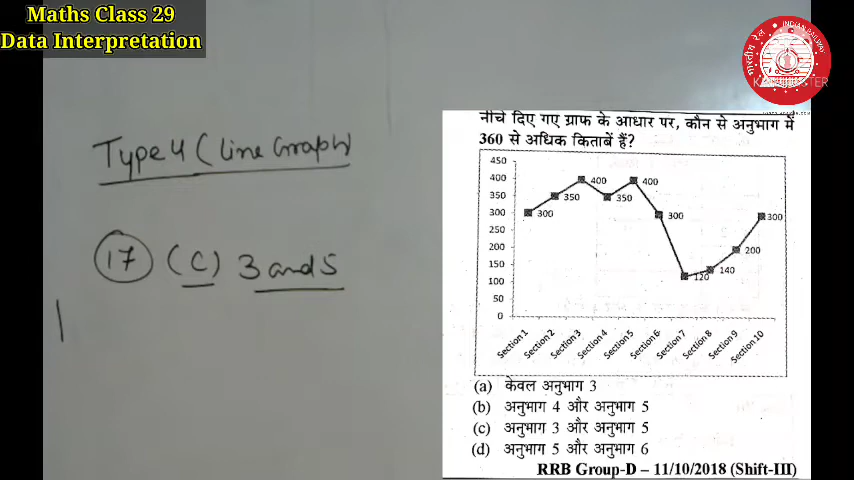 Maths Class 29
Data Interpretation
Type 4 (Line Graph)
17 (C) 3 and 5
नीचे दिए गए ग्राफ के आधार पर, कौन से अनुभाग में
360 से अधिक किताबें हैं?
450
400
350
300
250
200
150
100
50
0
300
350
400
350
400
300
120
140
200
300
Section 1
Section 2
Section 3
Section 4
Section 5
Section 6
Section 7
Section 8
Section 9
Section 10
(a) केवल अनुभाग 3
(b) अनुभाग 4 और अनुभाग 5
(c) अनुभाग 3 और अनुभाग 5
(d) अनुभाग 5 और अनुभाग 6
RRB Group-D – 11/10/2018 (Shift-III)
भारतीय रेल
INDIAN RAILWAY